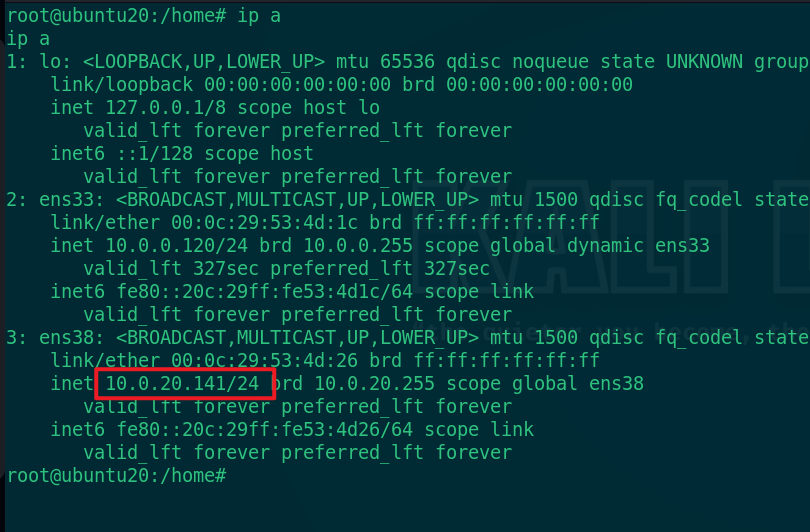 root@ubuntu20:/home# ip a
ip a
1: lo: <LOOPBACK,UP,LOWER_UP> mtu 65536 qdisc noqueue state UNKNOWN group
link/loopback 00:00:00:00:00:00 brd 00:00:00:00:00:00
inet 127.0.0.1/8 scope host lo
valid_lft forever preferred_lft forever
inet6 ::1/128 scope host
valid_lft forever preferred_lft forever
2: ens33: <BROADCAST,MULTICAST,UP,LOWER_UP> mtu 1500 qdisc fq_codel state
link/ether 00:0c:29:53:4d:1c brd ff:ff:ff:ff:ff:ff
inet 10.0.0.120/24 brd 10.0.0.255 scope global dynamic ens33
valid_lft 327sec preferred_lft 327sec
inet6 fe80::20c:29ff:fe53:4d1c/64 scope link
valid_lft forever preferred_lft forever
3: ens38: <BROADCAST,MULTICAST,UP,LOWER_UP> mtu 1500 qdisc fq_codel state
link/ether 00:0c:29:53:4d:26 brd ff:ff:ff:ff:ff:ff
inet 10.0.20.141/24 brd 10.0.20.255 scope global ens38
valid_lft forever preferred_lft forever
inet6 fe80::20c:29ff:fe53:4d26/64 scope link
valid_lft forever preferred_lft forever
root@ubuntu20:/home#
KALI